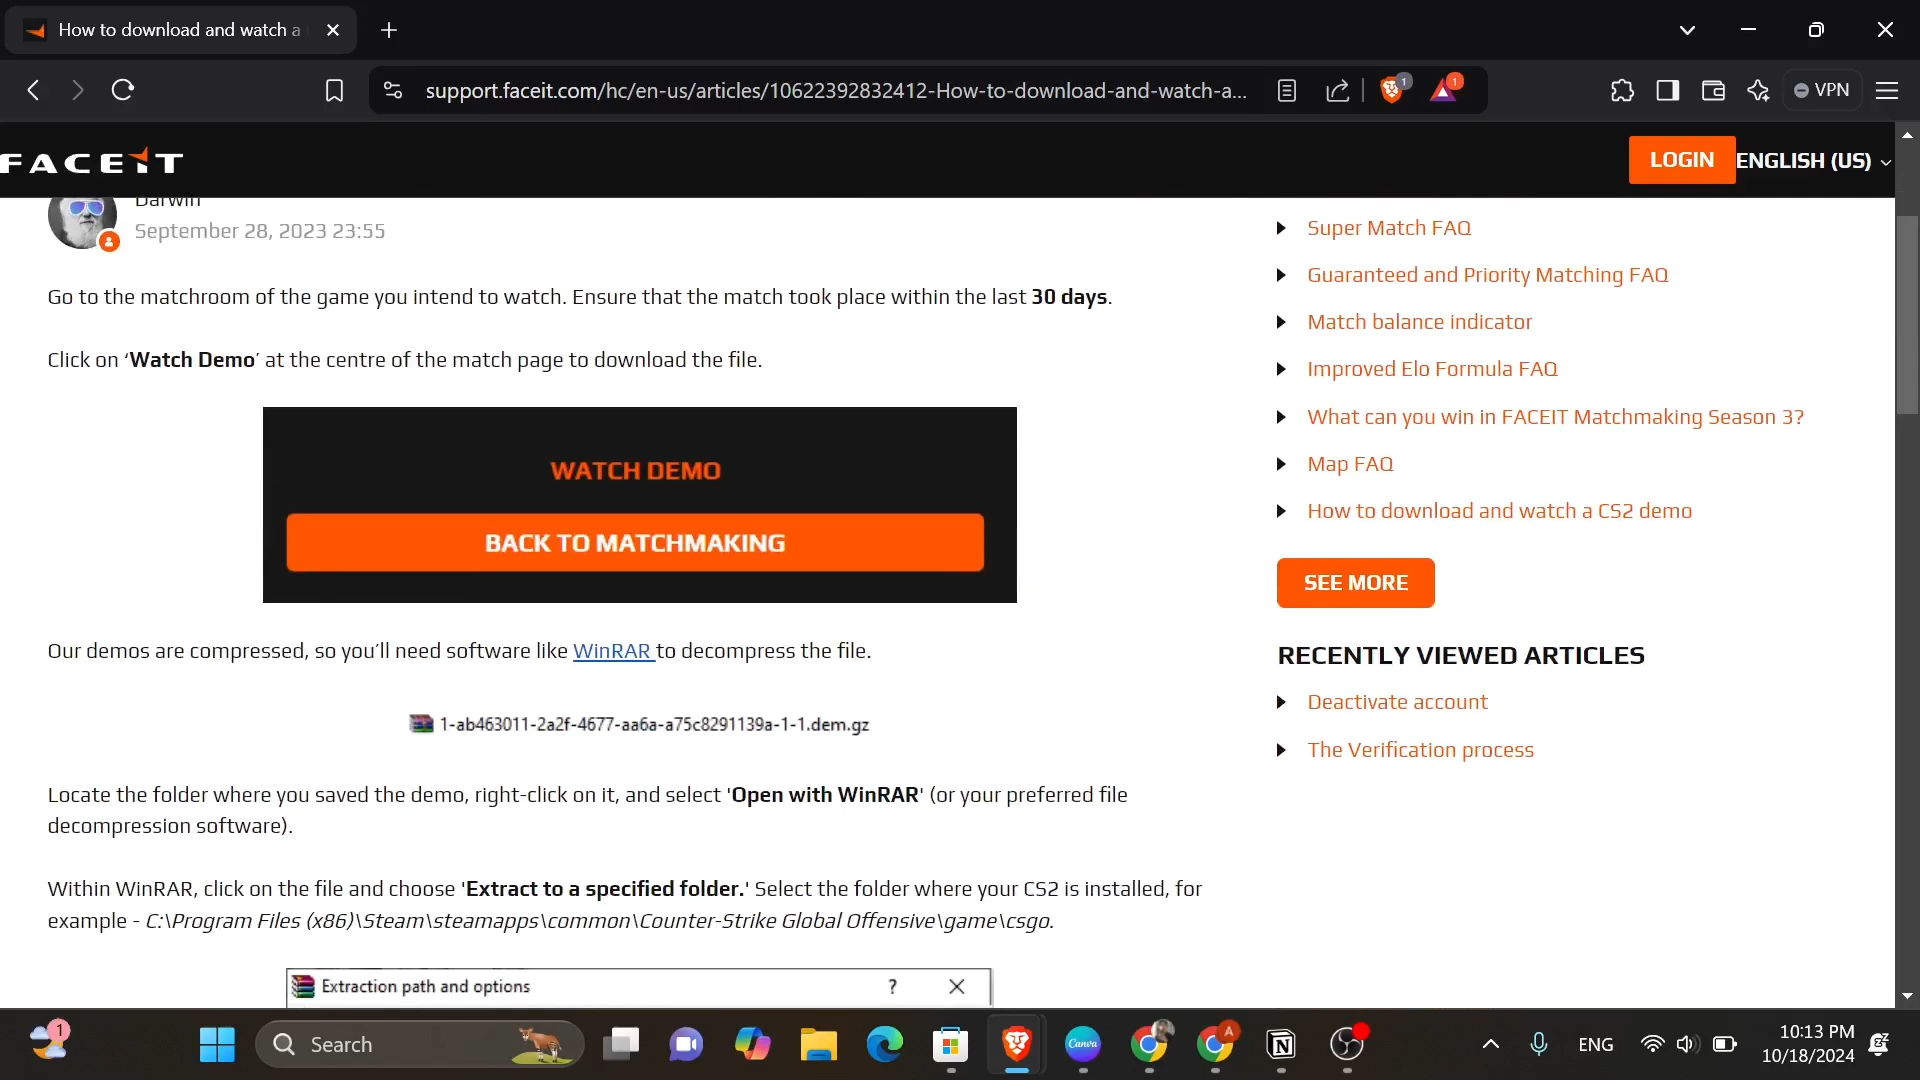 How to download and watch a
support.faceit.com/hc/en-us/articles/10622392832412-How-to-download-and-watch-a...
1
1
VPN
FACEIT
LOGIN
ENGLISH (US)
Darwin
September 28, 2023 23:55
Go to the matchroom of the game you intend to watch. Ensure that the match took place within the last 30 days.
Click on ‘Watch Demo’ at the centre of the match page to download the file.
WATCH DEMO
BACK TO MATCHMAKING
Our demos are compressed, so you’ll need software like WinRAR to decompress the file.
1-ab463011-2a2f-4677-aa6a-a75c8291139a-1-1.dem.gz
Locate the folder where you saved the demo, right-click on it, and select 'Open with WinRAR' (or your preferred file
decompression software).
Within WinRAR, click on the file and choose 'Extract to a specified folder.' Select the folder where your CS2 is installed, for
example - C:\Program Files (x86)\Steam\steamapps\common\Counter-Strike Global Offensive\game\csgo.
Extraction path and options
?
Super Match FAQ
Guaranteed and Priority Matching FAQ
Match balance indicator
Improved Elo Formula FAQ
What can you win in FACEIT Matchmaking Season 3?
Map FAQ
How to download and watch a CS2 demo
SEE MORE
RECENTLY VIEWED ARTICLES
Deactivate account
The Verification process
1
Search
Canva
A
N
ENG
10:13 PM
10/18/2024